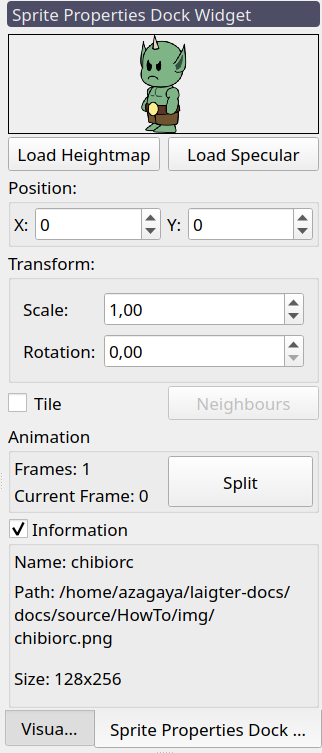 Sprite Properties Dock Widget
Load Heightmap Load Specular
Position:
X: 0 Y: 0
Transform:
Scale: 1,00
Rotation: 0,00
Tile Neighbours
Animation
Frames: 1
Current Frame: 0
Split
Information
Name: chibiorc
Path: /home/azagaya/laigter-docs/
docs/source/HowTo/img/
chibiorc.png
Size: 128x256
Visua... Sprite Properties Dock ...